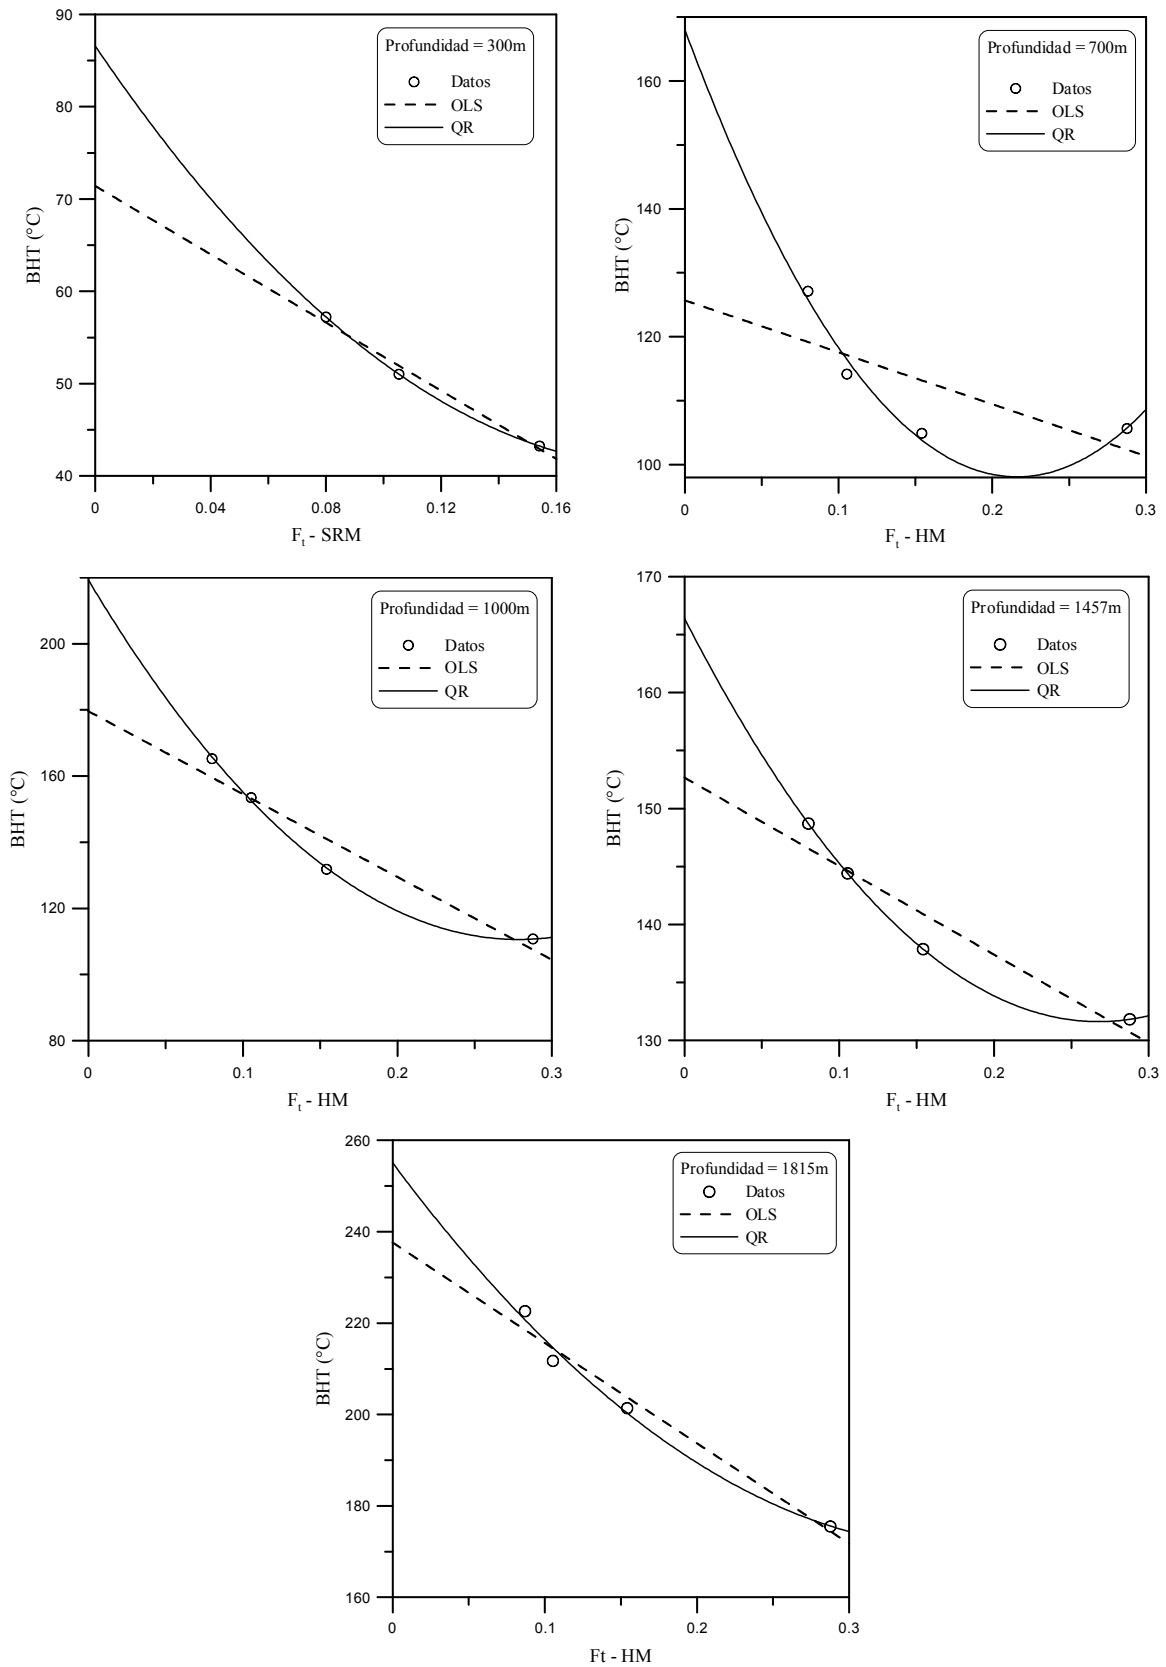 90
80
70
60
50
40
BHT (°C)
Profundidad = 300m
Datos
OLS
QR
0 0.04 0.08 0.12 0.16
Ft - SRM
160
140
120
100
BHT (°C)
Profundidad = 700m
Datos
OLS
QR
0 0.1 0.2 0.3
Ft - HM
200
160
120
80
BHT (°C)
Profundidad = 1000m
Datos
OLS
QR
0 0.1 0.2 0.3
Ft - HM
170
160
150
140
130
BHT (°C)
Profundidad = 1457m
Datos
OLS
QR
0 0.1 0.2 0.3
Ft - HM
260
240
220
200
180
160
BHT (°C)
Profundidad = 1815m
Datos
OLS
QR
0 0.1 0.2 0.3
Ft - HM